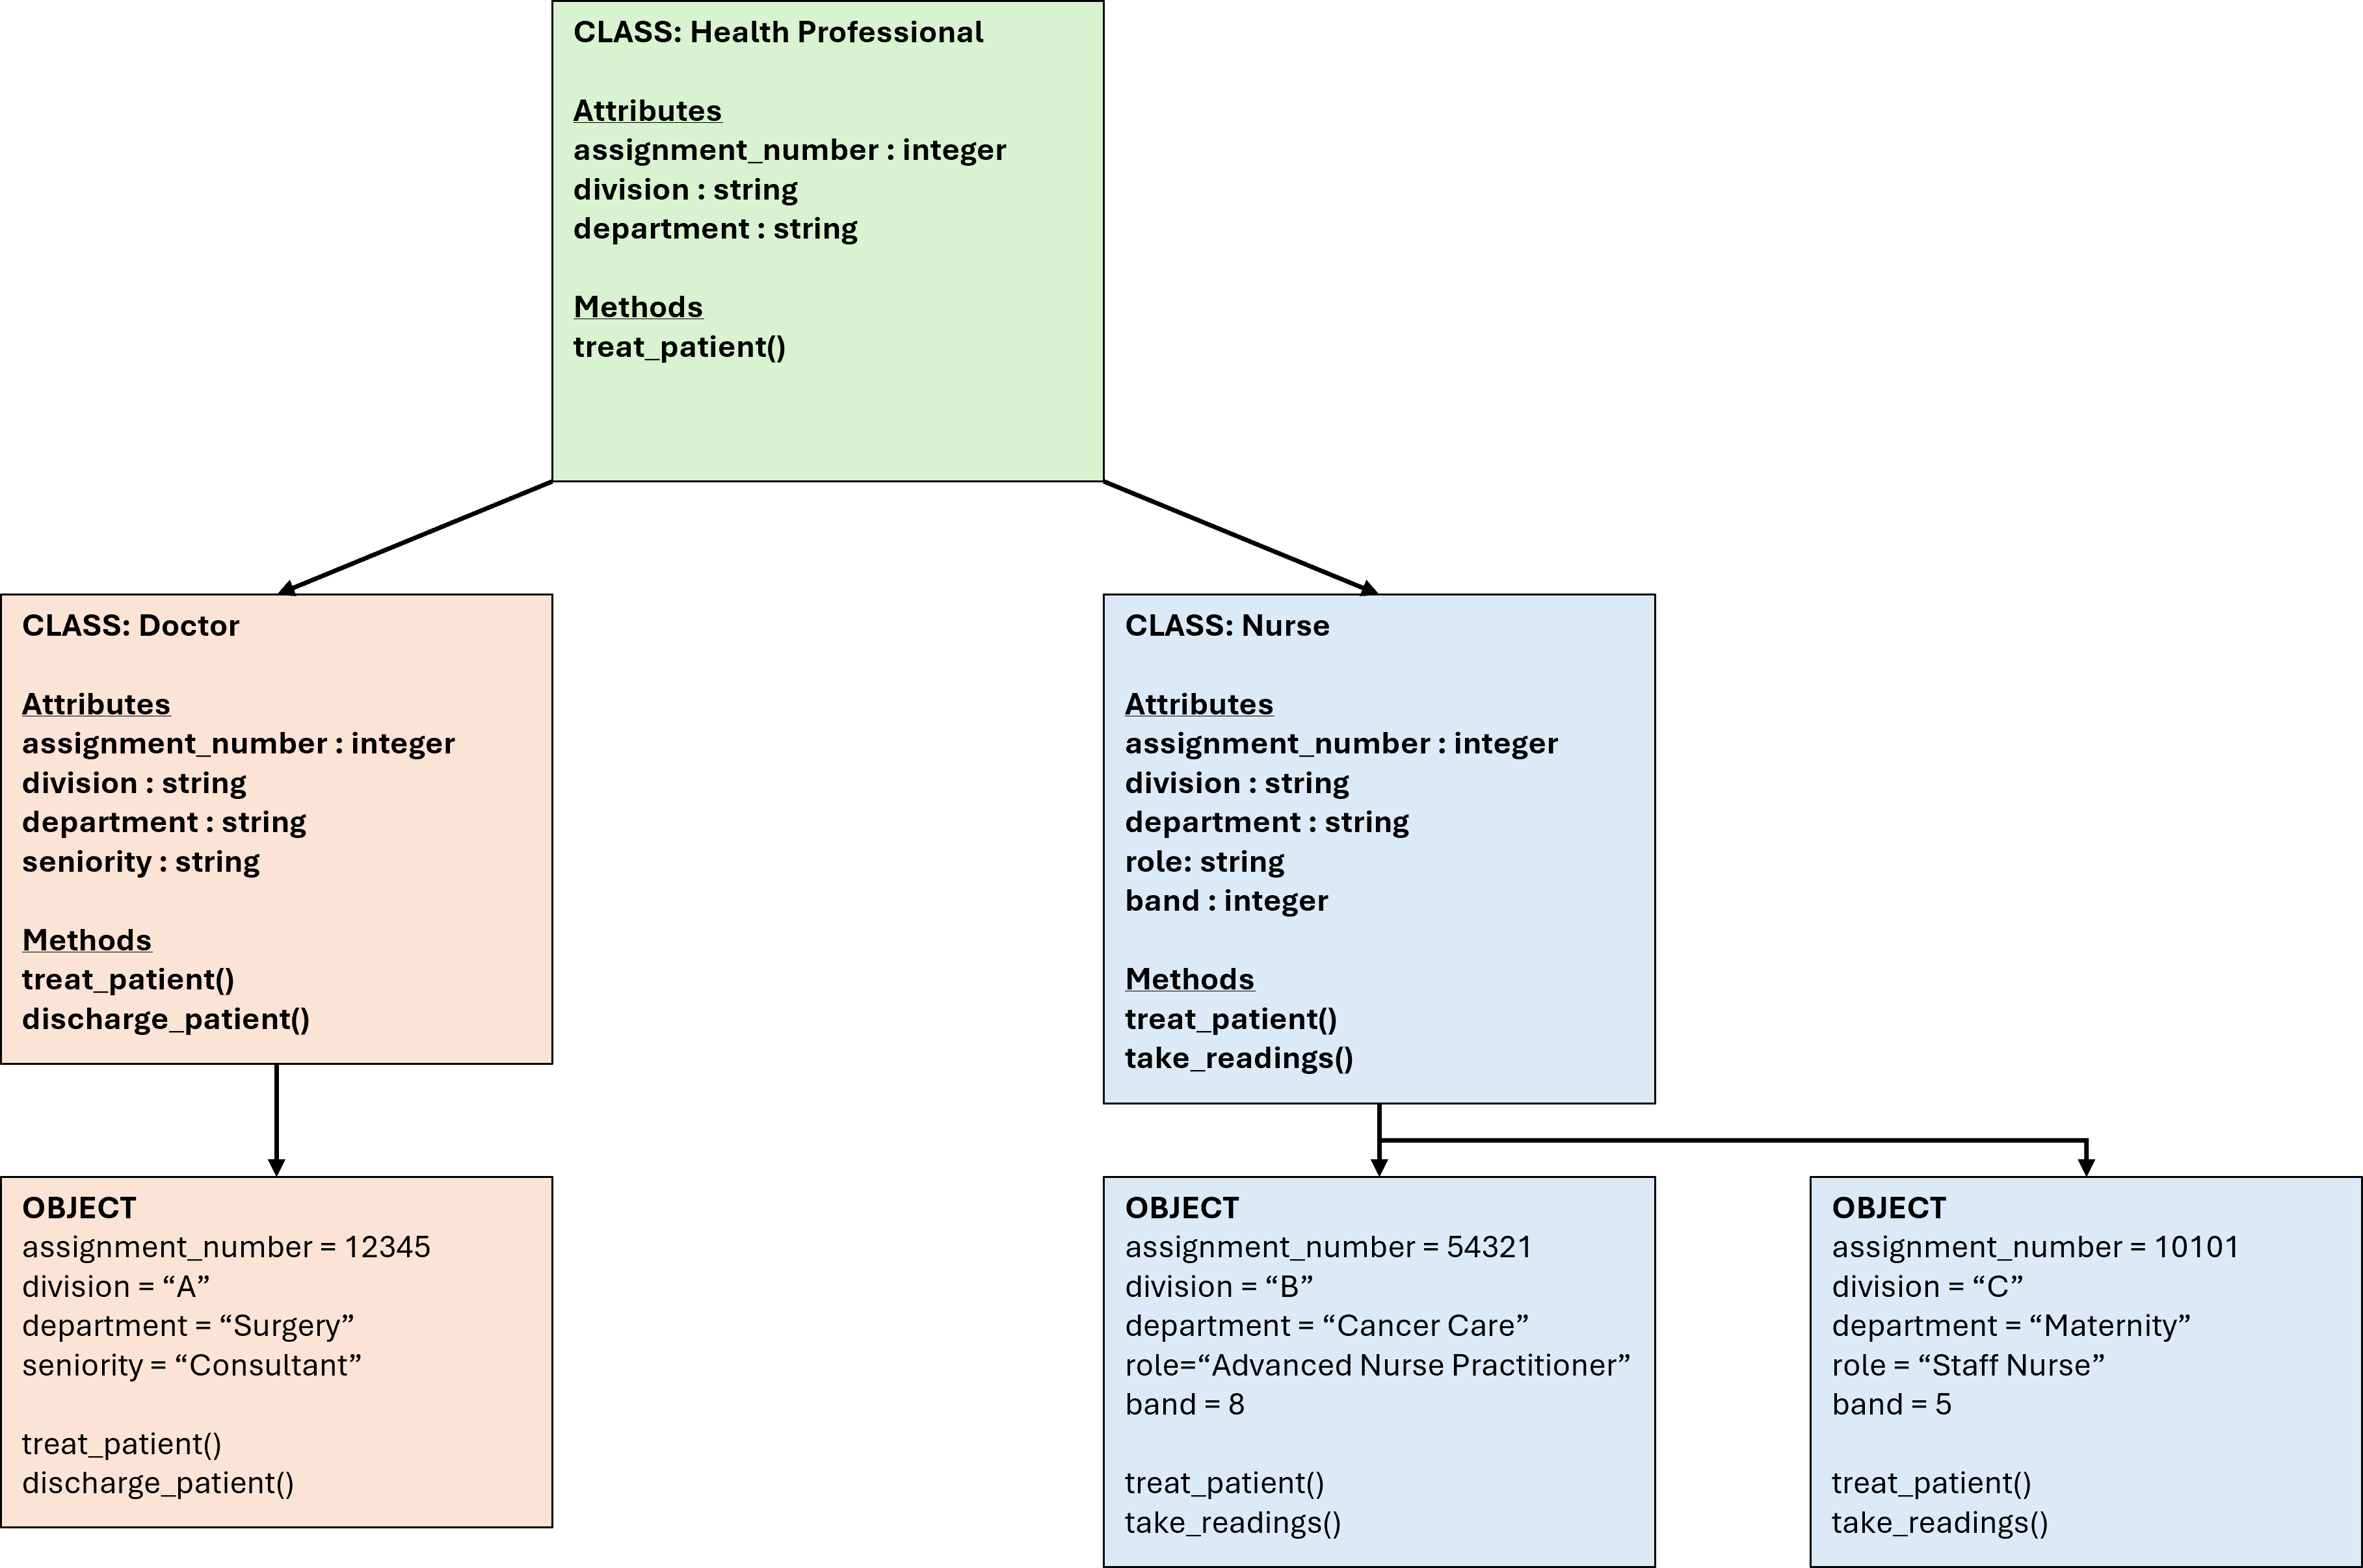 CLASS: Health Professional
Attributes
assignment_number : integer
division : string
department : string
Methods
treat_patient()
CLASS: Doctor
Attributes
assignment_number : integer
division : string
department : string
seniority : string
Methods
treat_patient()
discharge_patient()
CLASS: Nurse
Attributes
assignment_number : integer
division : string
department : string
role: string
band : integer
Methods
treat_patient()
take_readings()
OBJECT
assignment_number = 12345
division = “A”
department = “Surgery”
seniority = “Consultant”
treat_patient()
discharge_patient()
OBJECT
assignment_number = 54321
division = “B”
department = “Cancer Care”
role=“Advanced Nurse Practitioner”
band = 8
treat_patient()
take_readings()
OBJECT
assignment_number = 10101
division = “C”
department = “Maternity”
role = “Staff Nurse”
band = 5
treat_patient()
take_readings()